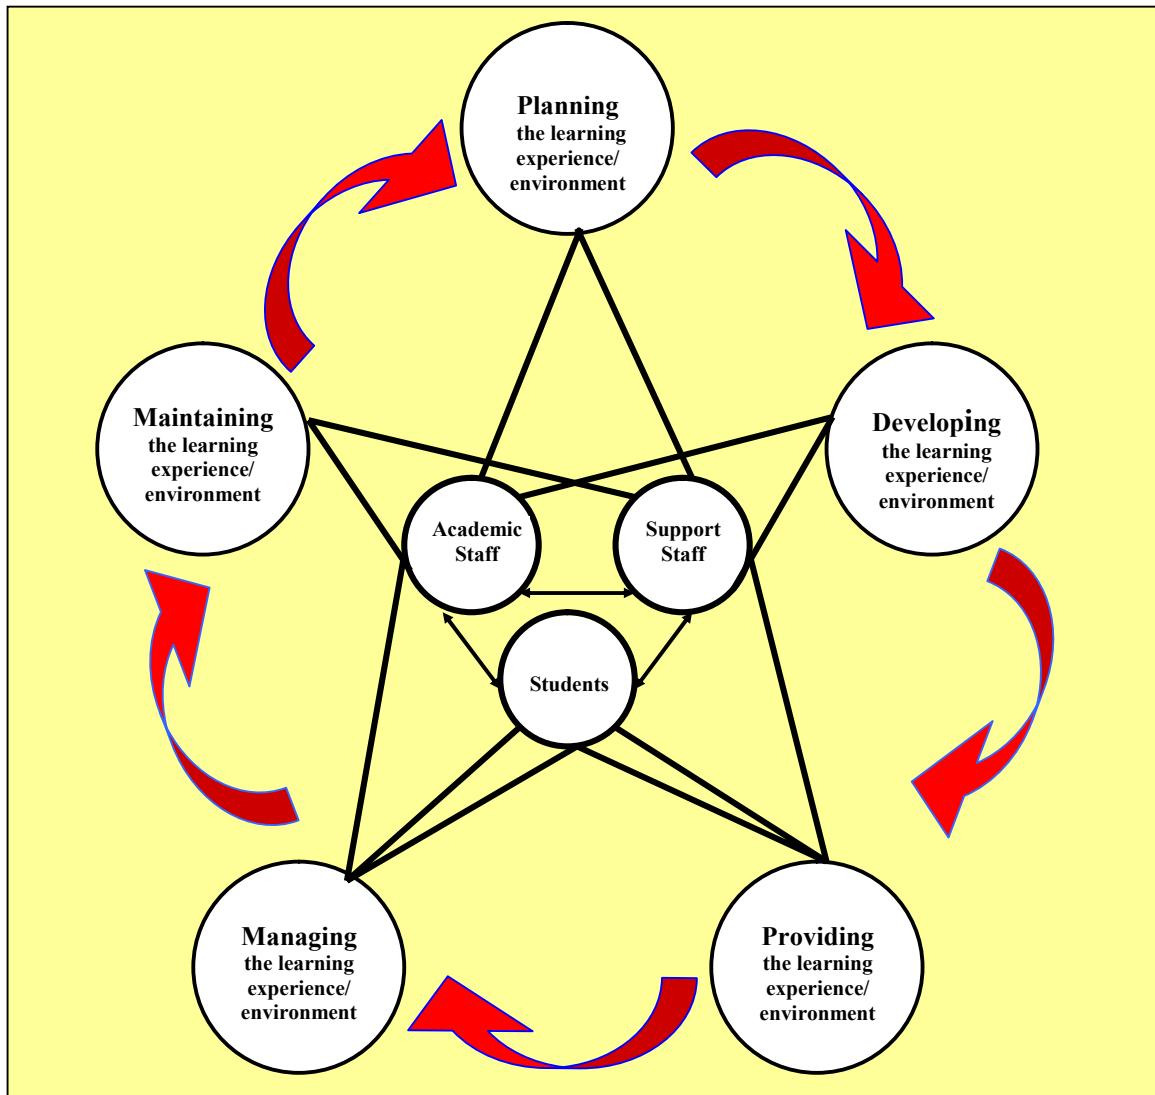 Planning
the learning
experience/
environment
Maintaining
the learning
experience/
environment
Developing
the learning
experience/
environment
Academic
Staff
Support
Staff
Students
Managing
the learning
experience/
environment
Providing
the learning
experience/
environment